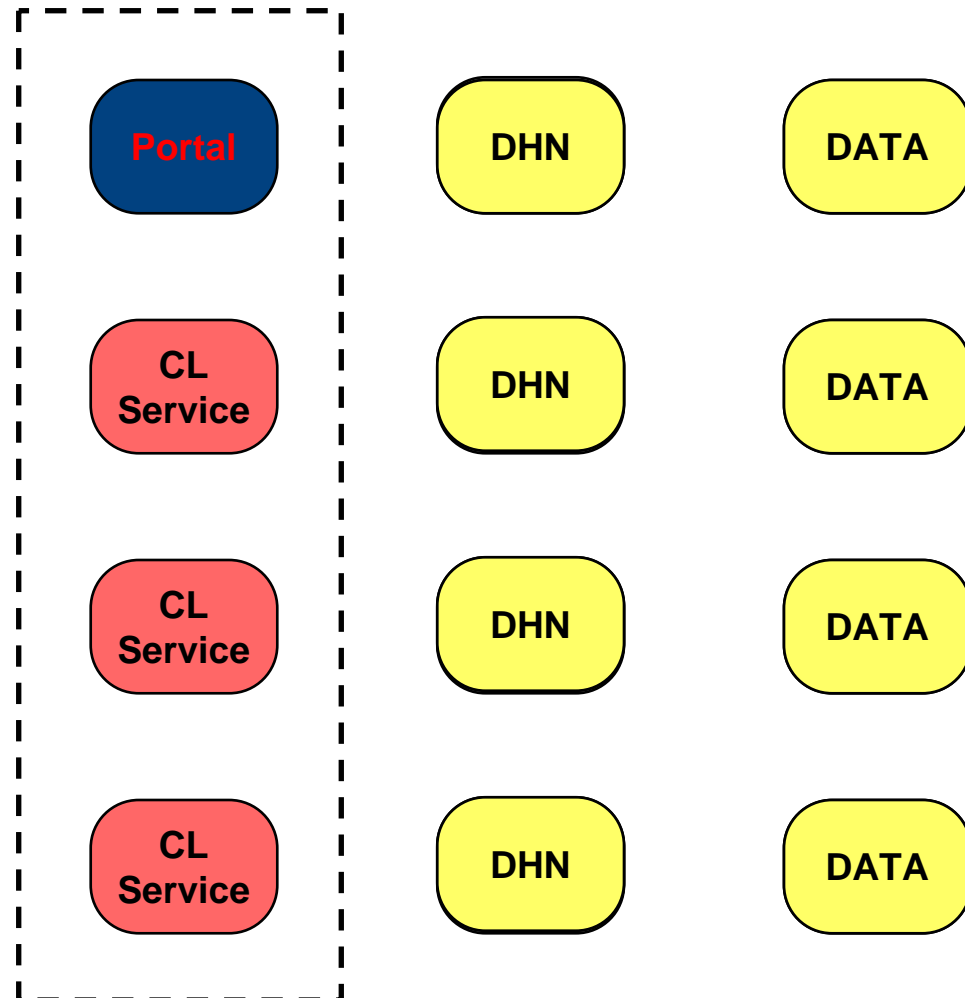 Portal
DHN
DATA
CL
Service
DHN
DATA
CL
Service
DHN
DATA
CL
Service
DHN
DATA